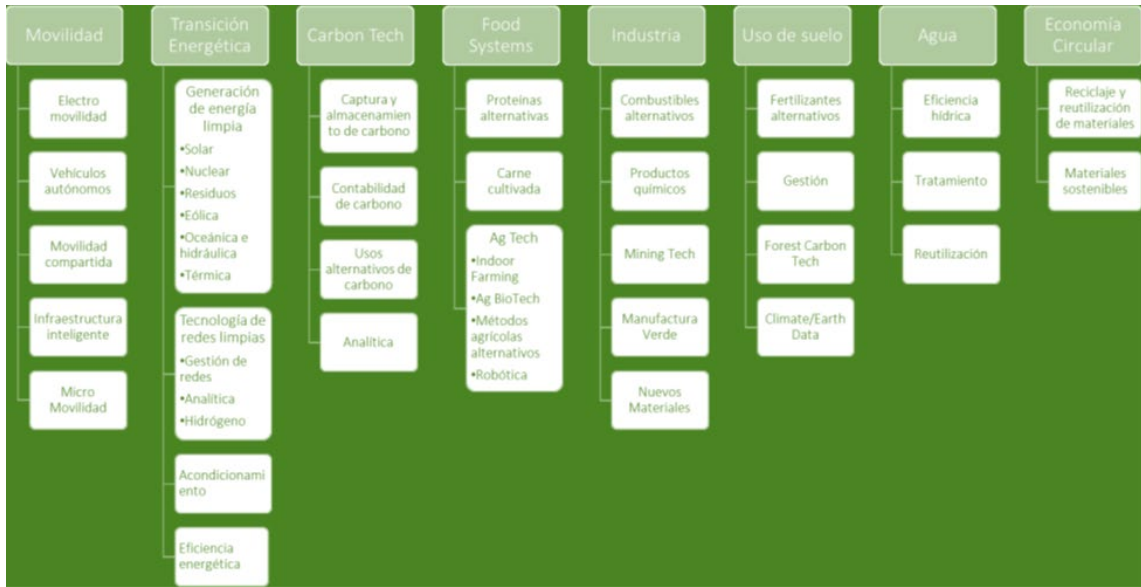 Movilidad
Electro
movilidad
Vehículos
autónomos
Movilidad
compartida
Infraestructura
inteligente
Micro
Movilidad
Transición
Energética
Generación
de energía
limpia
•Solar
•Nuclear
•Residuos
•Eólica
•Oceánica e
hidráulica
•Térmica
Tecnología de
redes limpias
•Gestión de
redes
•Analítica
•Hidrógeno
Acondicionami
ento
Eficiencia
energética
Carbon Tech
Captura y
almacenamie
nto de carbono
Contabilidad
de carbono
Usos
alternativos de
carbono
Analítica
Food
Systems
Proteínas
alternativas
Carne
cultivada
Ag Tech
•Indoor
Farming
•Ag BioTech
•Métodos
agrícolas
alternativos
•Robótica
Industria
Combustibles
alternativos
Productos
químicos
Mining Tech
Manufactura
Verde
Nuevos
Materiales
Uso de suelo
Fertilizantes
alternativos
Gestión
Forest Carbon
Tech
Climate/Earth
Data
Agua
Eficiencia
hídrica
Tratamiento
Reutilización
Economía
Circular
Reciclaje y
reutilización
de materiales
Materiales
sostenibles